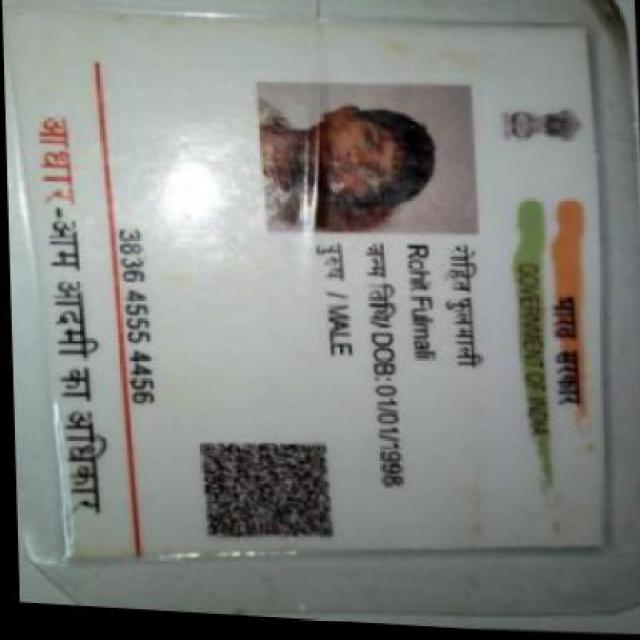 भारत सरकार
GOVERNMENT OF INDIA
रोहित फुलमाली
Rohit Fulmali
जन्म तिथि/ DOB: 01/01/1998
पुरुष / MALE
3836 4555 4456
आधार -आम आदमी का अधिकार